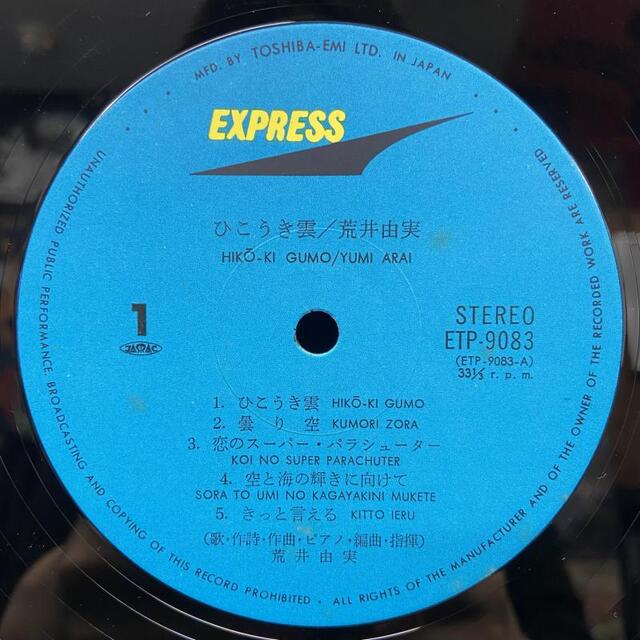 MFD. BY TOSHIBA-EMI LTD. IN JAPAN
EXPRESS
ひこうき雲／荒井由実
HIKŌ-KI GUMO/YUMI ARAI
1
JASRAC
STEREO
ETP-9083
(ETP-9083-A)
33⅓ r. p. m.
1. ひこうき雲 HIKŌ-KI GUMO
2. 曇り空 KUMORI ZORA
3. 恋のスーパー・パラシューター
KOI NO SUPER PARACHUTER
4. 空と海の輝きに向けて
SORA TO UMI NO KAGAYAKINI MUKETE
5. きっと言える KITTO IERU
(歌・作詩・作曲・ピアノ・編曲・指揮)
荒井由実
UNAUTHORIZED PUBLIC PERFORMANCE, BROADCASTING AND COPYING OF THIS RECORD PROHIBITED • ALL RIGHTS OF THE MANUFACTURER AND OF THE OWNER OF THE RECORDED WORK ARE RESERVED